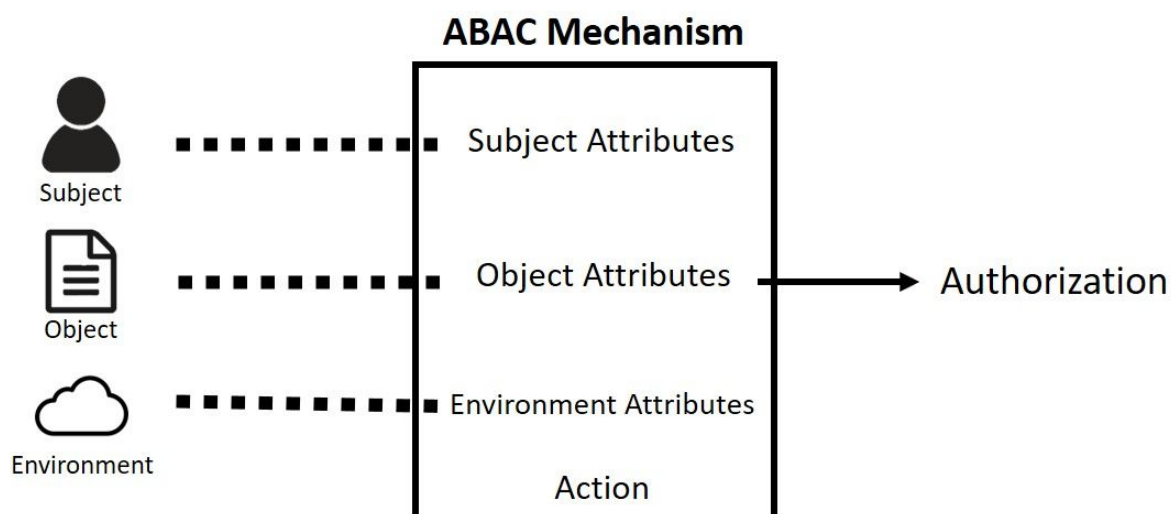 ABAC Mechanism
Subject
Subject Attributes
Object
Object Attributes
Authorization
Environment
Environment Attributes
Action